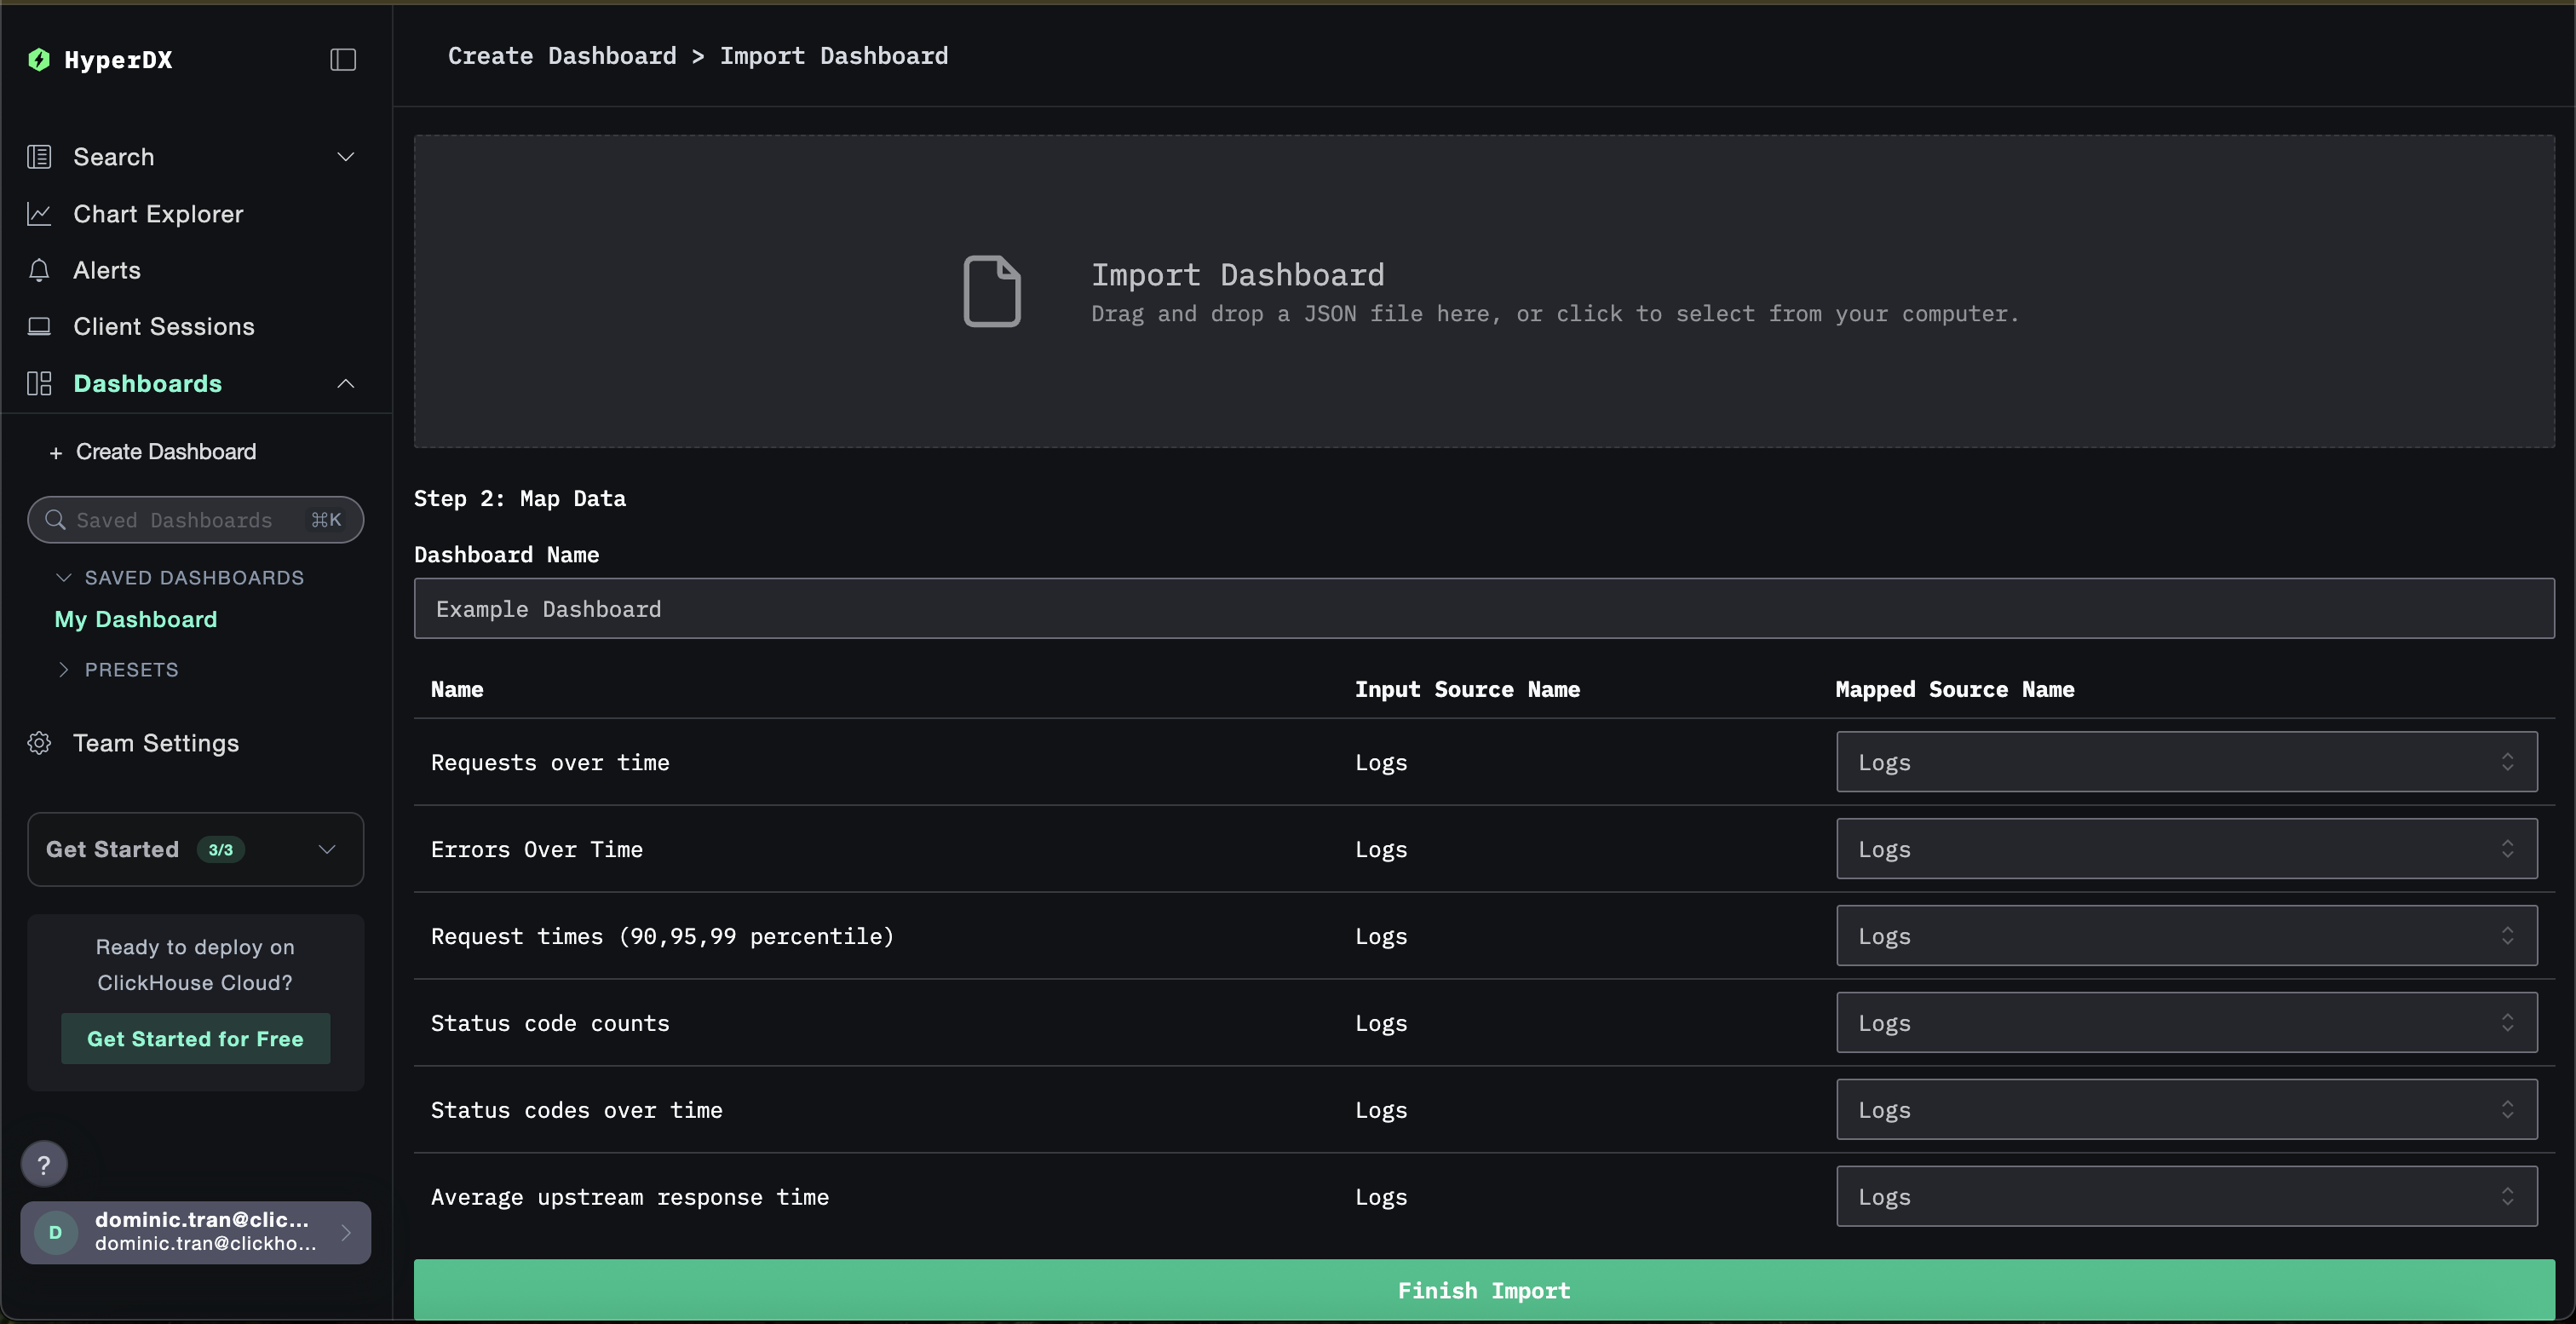 HyperDX
Search
Chart Explorer
Alerts
Client Sessions
Dashboards
+ Create Dashboard
Saved Dashboards ⌘K
SAVED DASHBOARDS
My Dashboard
PRESETS
Team Settings
Get Started 3/3
Ready to deploy on
ClickHouse Cloud?
Get Started for Free
?
D
dominic.tran@clic...
dominic.tran@clickho...
Create Dashboard > Import Dashboard
Import Dashboard
Drag and drop a JSON file here, or click to select from your computer.
Step 2: Map Data
Dashboard Name
Example Dashboard
Name Input Source Name Mapped Source Name
Requests over time Logs Logs
Errors Over Time Logs Logs
Request times (90,95,99 percentile) Logs Logs
Status code counts Logs Logs
Status codes over time Logs Logs
Average upstream response time Logs Logs
Finish Import